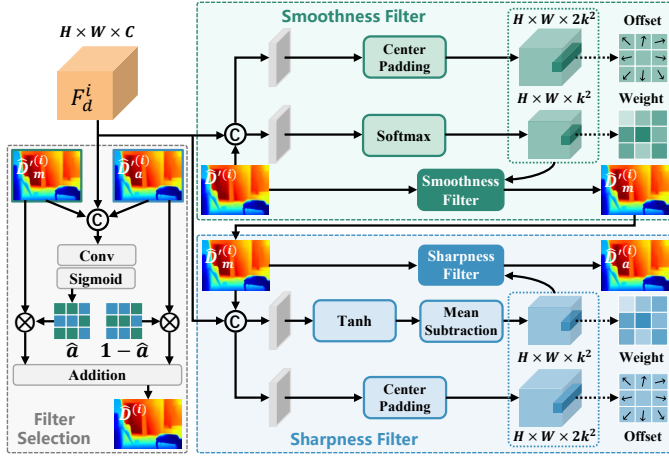 Smoothness Filter
H × W × C
F_d^i
Center
Padding
H × W × 2k²
Offset
Softmax
H × W × k²
Weight
C
D̂'^(i)
Smoothness
Filter
D̂'_m^(i)
D̂'_m^(i)
D̂'_a^(i)
C
Conv
Sigmoid
â
1 − â
Addition
D̂^(i)
Filter
Selection
D̂'_m^(i)
Sharpness
Filter
D̂'_a^(i)
C
Tanh
Mean
Subtraction
H × W × k²
Weight
Center
Padding
H × W × 2k²
Offset
Sharpness Filter